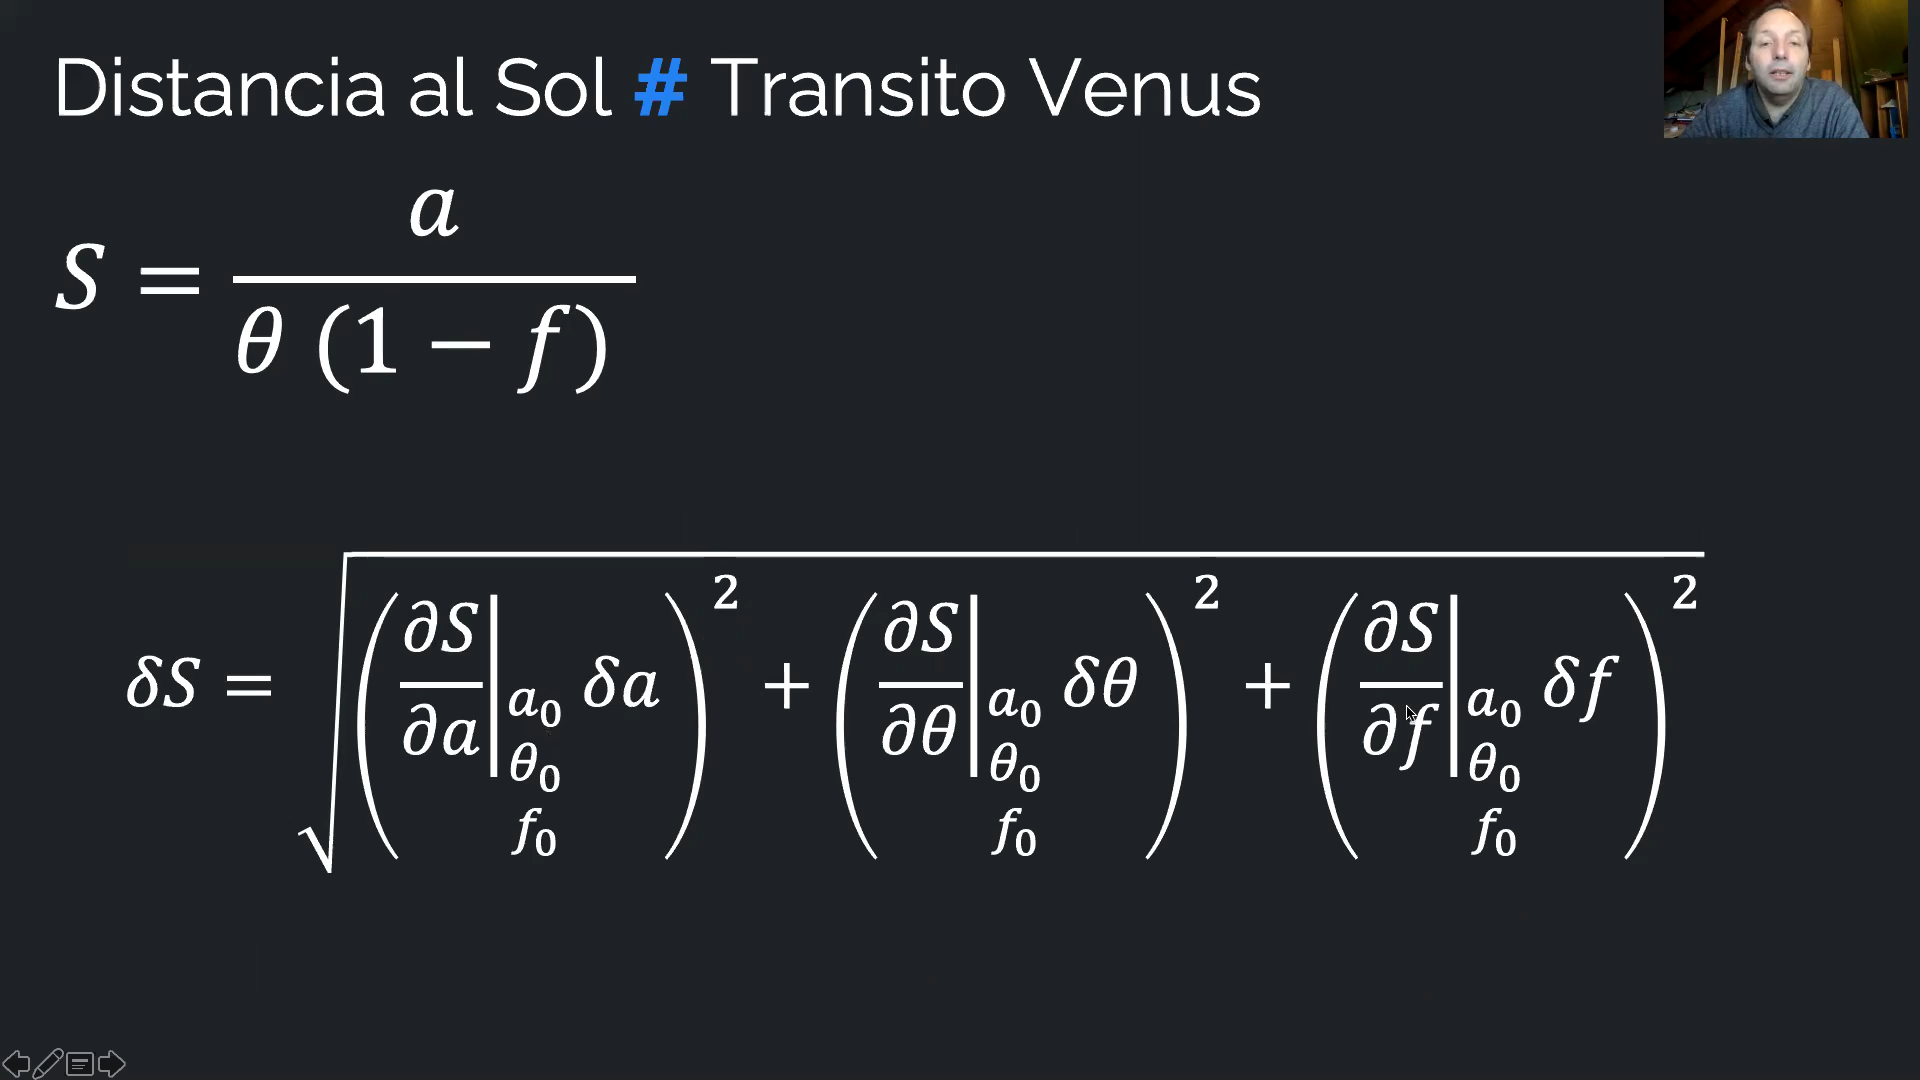 Distancia al Sol # Transito Venus
S = a / θ (1 − f)
δS = √( (∂S/∂a |a₀ θ₀ f₀ δa)² + (∂S/∂θ |a₀ θ₀ f₀ δθ)² + (∂S/∂f |a₀ θ₀ f₀ δf)² )